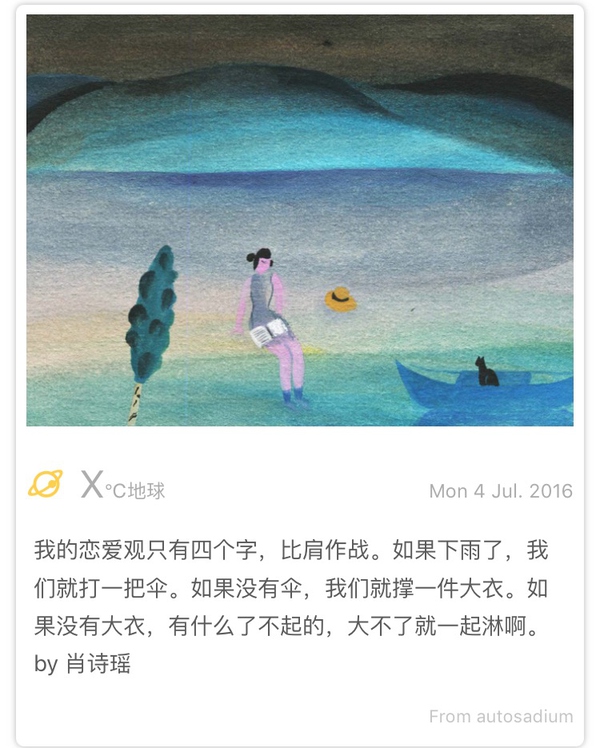 X°C地球
Mon 4 Jul. 2016
我的恋爱观只有四个字，比肩作战。如果下雨了，我
们就打一把伞。如果没有伞，我们就撑一件大衣。如
果没有大衣，有什么了不起的，大不了就一起淋啊。
by 肖诗瑶
From autosadium